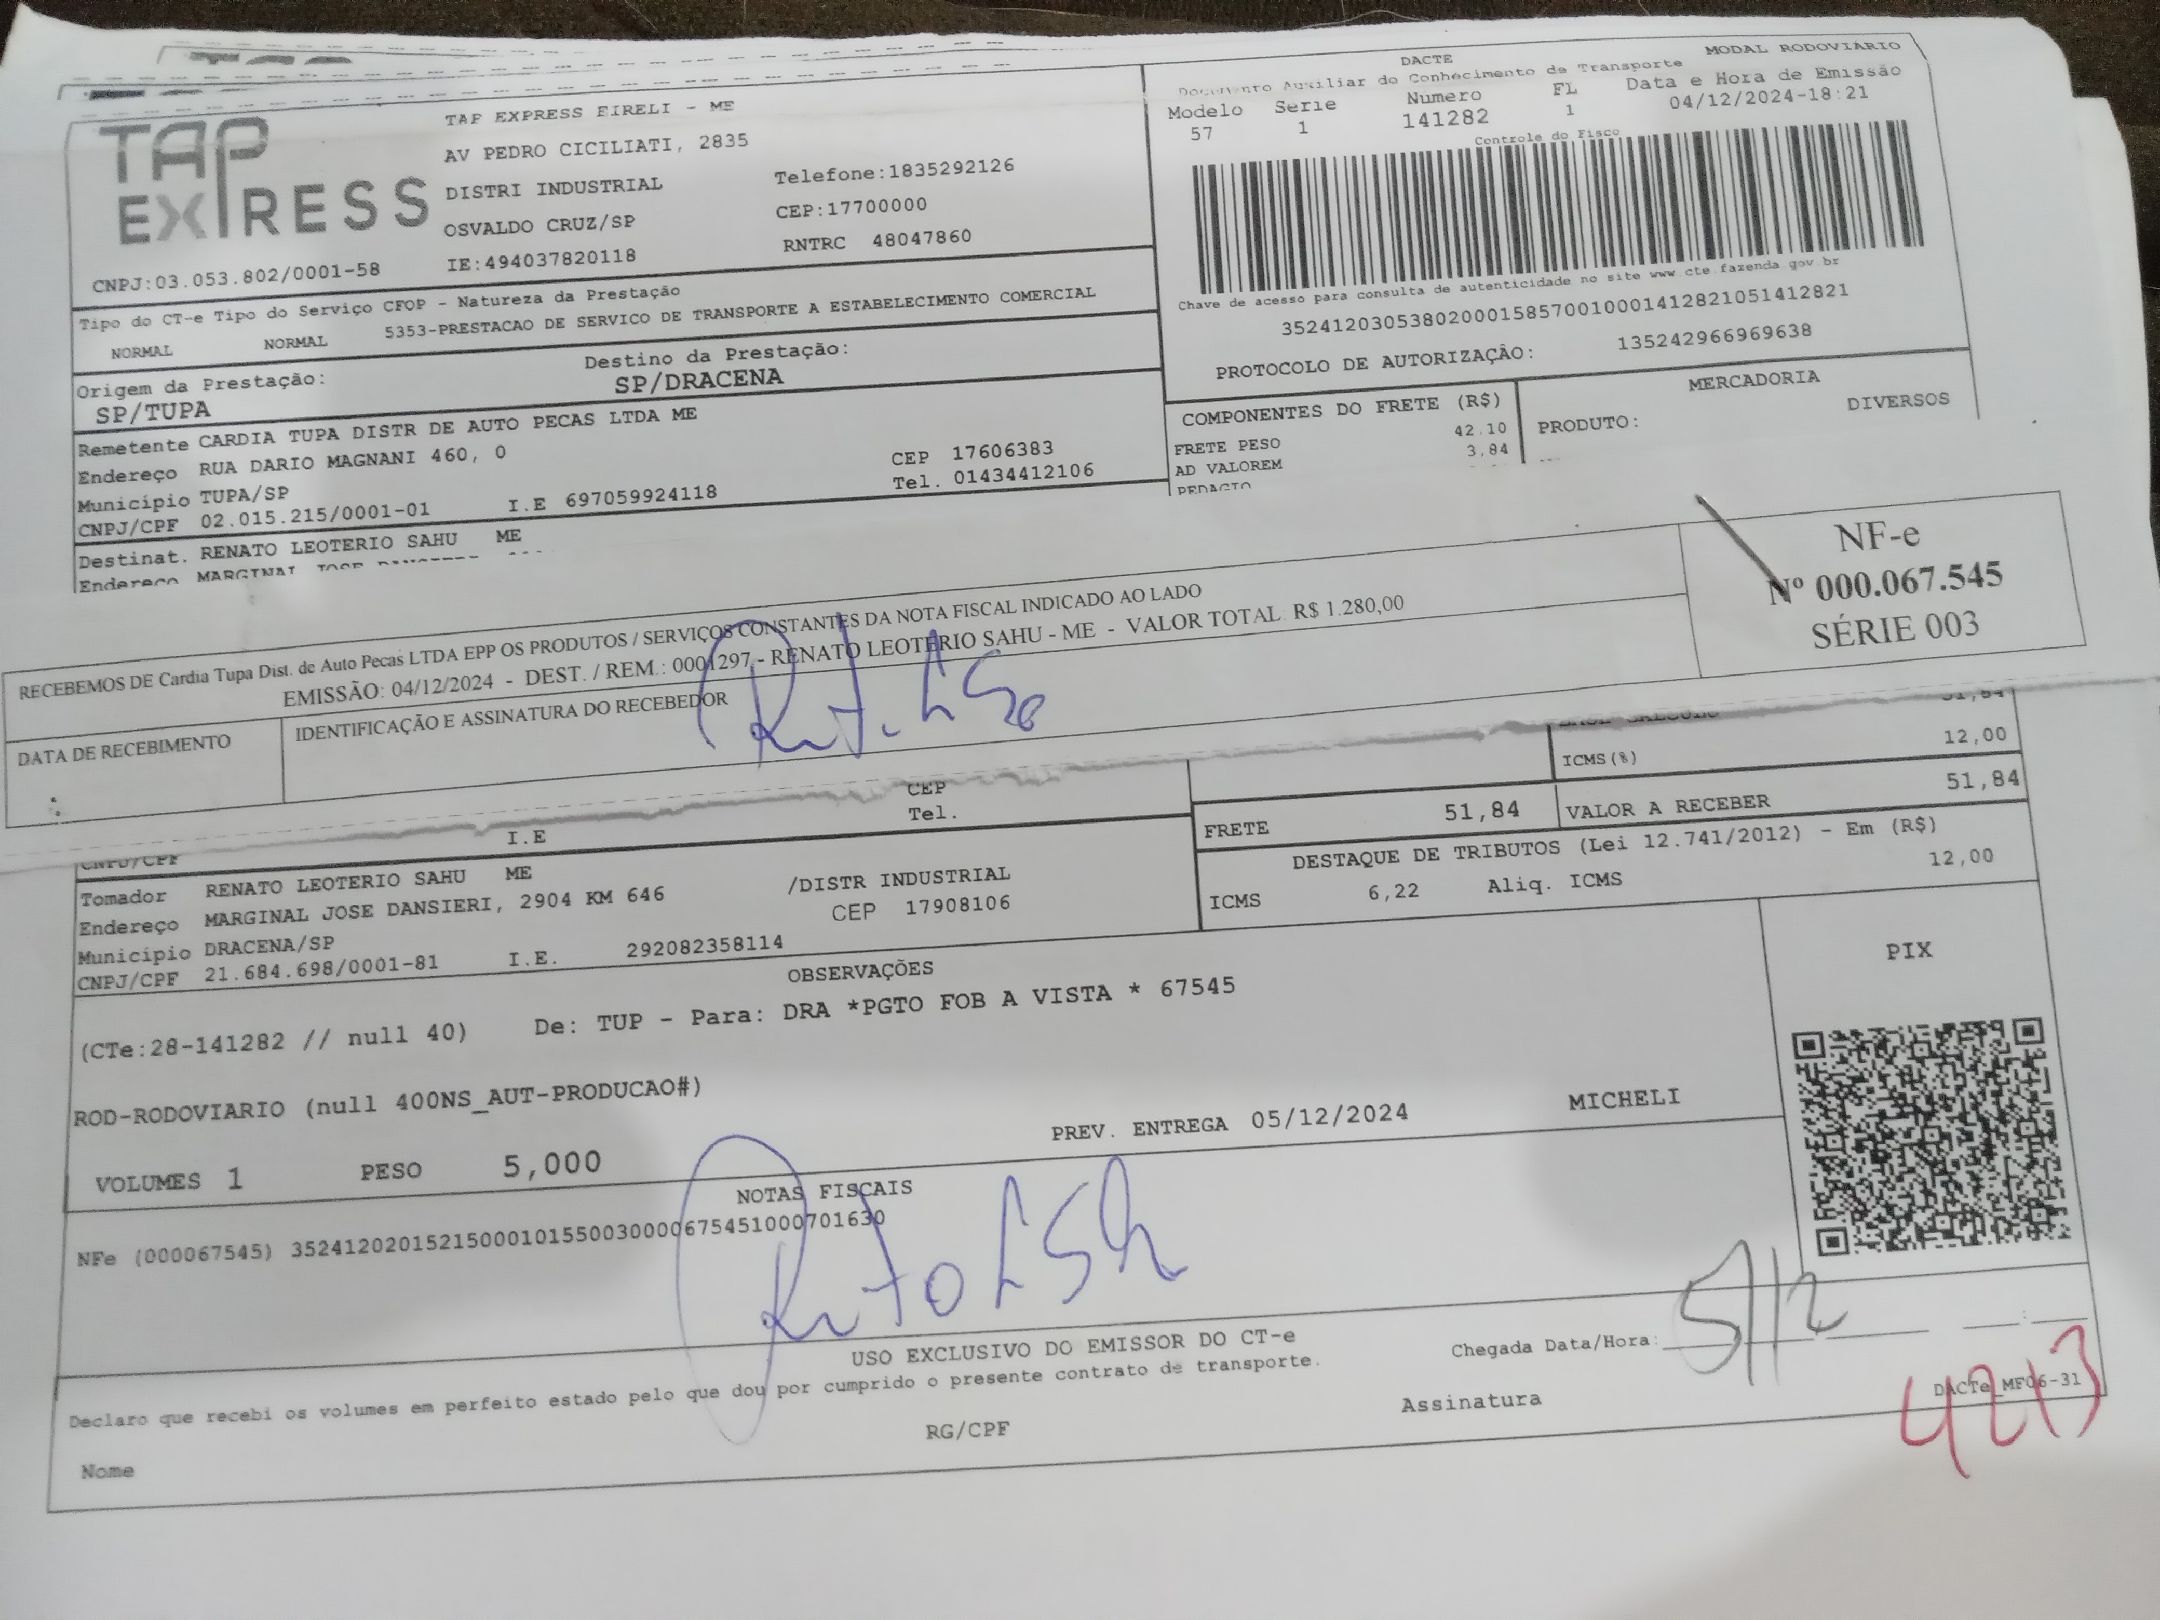 TAP EXPRESS
TAP EXPRESS EIRELI - ME
AV PEDRO CICILIATI, 2835
DISTRI INDUSTRIAL
Telefone:1835292126
OSVALDO CRUZ/SP
CEP:17700000
CNPJ:03.053.802/0001-58
IE:494037820118
RNTRC 48047860
DACTE
MODAL RODOVIARIO
Documento Auxiliar do Conhecimento de Transporte
Modelo Serie Numero FL Data e Hora de Emissão
57 1 141282 1 04/12/2024-18:21
Controle do Fisco
Chave de acesso para consulta de autenticidade no site www.cte.fazenda.gov.br
35241203053802000158570010001412821051412821
PROTOCOLO DE AUTORIZAÇÃO: 135242966969638
Tipo do CT-e Tipo do Serviço CFOP - Natureza da Prestação
NORMAL NORMAL 5353-PRESTACAO DE SERVICO DE TRANSPORTE A ESTABELECIMENTO COMERCIAL
Origem da Prestação: Destino da Prestação:
SP/TUPA SP/DRACENA
Remetente CARDIA TUPA DISTR DE AUTO PECAS LTDA ME
Endereço RUA DARIO MAGNANI 460, 0 CEP 17606383
Município TUPA/SP Tel. 01434412106
CNPJ/CPF 02.015.215/0001-01 I.E 697059924118
Destinat. RENATO LEOTERIO SAHU ME
Endereço MARGINAL JOSE
COMPONENTES DO FRETE (R$)
FRETE PESO 42.10
AD VALOREM 3,84
PEDAGIO
MERCADORIA
PRODUTO: DIVERSOS
RECEBEMOS DE Cardia Tupa Dist. de Auto Pecas LTDA EPP OS PRODUTOS / SERVIÇOS CONSTANTES DA NOTA FISCAL INDICADO AO LADO
EMISSÃO: 04/12/2024 - DEST. / REM.: 0001297 - RENATO LEOTERIO SAHU - ME - VALOR TOTAL: R$ 1.280,00
DATA DE RECEBIMENTO
IDENTIFICAÇÃO E ASSINATURA DO RECEBEDOR
NF-e
Nº 000.067.545
SÉRIE 003
51,84
ICMS(%) 12,00
FRETE 51,84 VALOR A RECEBER 51,84
DESTAQUE DE TRIBUTOS (Lei 12.741/2012) - Em (R$)
ICMS 6,22 Aliq. ICMS 12,00
CEP
Tel.
CNPJ/CPF I.E
Tomador RENATO LEOTERIO SAHU ME
Endereço MARGINAL JOSE DANSIERI, 2904 KM 646 /DISTR INDUSTRIAL
Município DRACENA/SP CEP 17908106
CNPJ/CPF 21.684.698/0001-81 I.E. 292082358114
OBSERVAÇÕES
(CTe:28-141282 // null 40) De: TUP - Para: DRA *PGTO FOB A VISTA * 67545
ROD-RODOVIARIO (null 400NS_AUT-PRODUCAO#)
PREV. ENTREGA 05/12/2024 MICHELI
VOLUMES 1 PESO 5,000
PIX
NOTAS FISCAIS
NFe (000067545) 35241202015215000101550030000675451000701630
USO EXCLUSIVO DO EMISSOR DO CT-e
Declaro que recebi os volumes em perfeito estado pelo que dou por cumprido o presente contrato de transporte.
Chegada Data/Hora: 5/12
Nome RG/CPF Assinatura
DACTe_MF06-31
4213